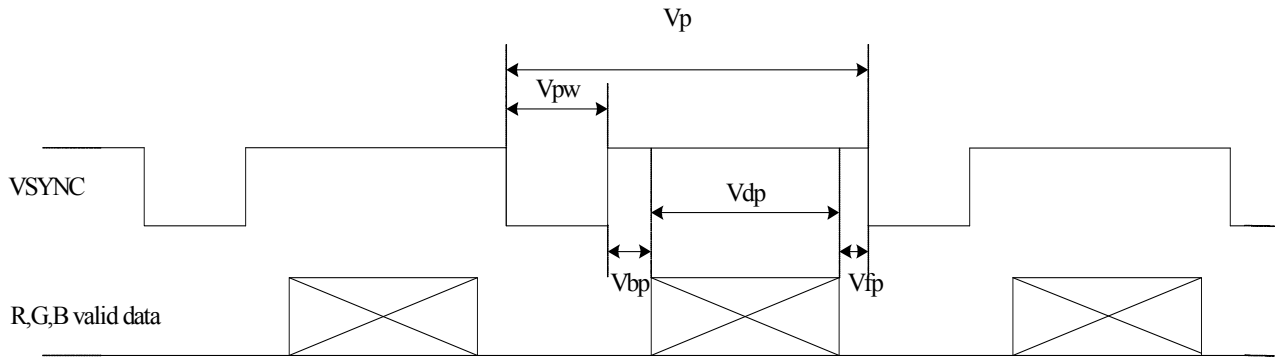 Vp
Vpw
VSYNC
Vdp
Vbp
Vfp
R,G,B valid data